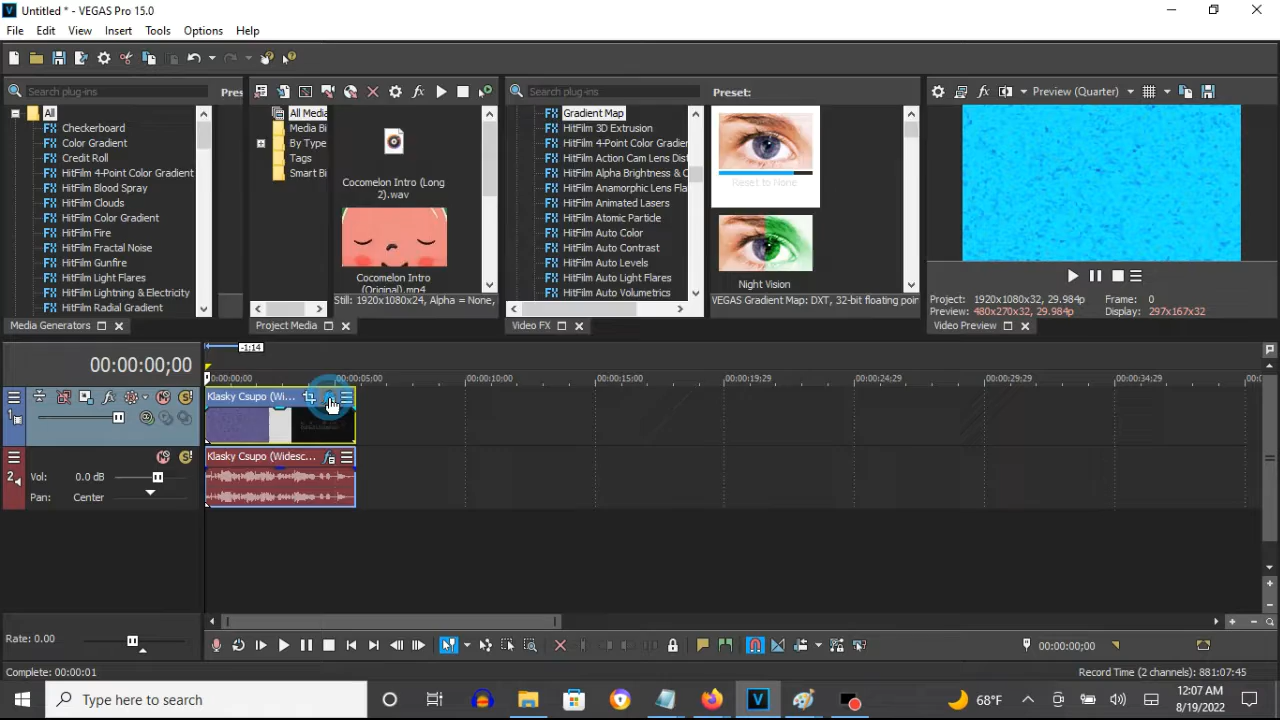 Untitled * - VEGAS Pro 15.0
File Edit View Insert Tools Options Help
Search plug-ins
Pres
Search plug-ins
Preset:
Preview (Quarter)
All
Checkerboard
Color Gradient
Credit Roll
HitFilm 4-Point Color Gradient
HitFilm Blood Spray
HitFilm Clouds
HitFilm Color Gradient
HitFilm Fire
HitFilm Fractal Noise
HitFilm Gunfire
HitFilm Light Flares
HitFilm Lightning & Electricity
HitFilm Radial Gradient
Media Generators
All Media
Media Bi
By Type
Tags
Smart Bi
Cocomelon Intro (Long
2).wav
Cocomelon Intro
(Original).mp4
Still: 1920x1080x24, Alpha = None,
Project Media
Gradient Map
HitFilm 3D Extrusion
HitFilm 4-Point Color Gradier
HitFilm Action Cam Lens Dist
HitFilm Alpha Brightness & C
HitFilm Anamorphic Lens Fla
HitFilm Animated Lasers
HitFilm Atomic Particle
HitFilm Auto Color
HitFilm Auto Contrast
HitFilm Auto Levels
HitFilm Auto Light Flares
HitFilm Auto Volumetrics
Video FX
Reset to None
Night Vision
VEGAS Gradient Map: DXT, 32-bit floating poin
Project: 1920x1080x32, 29.984p
Frame: 0
Preview: 480x270x32, 29.984p
Display: 297x167x32
Video Preview
00:00:00;00
-1:14
00:00:00;00 00:00:05;00 00:00:10;00 00:00:15;00 00:00:19;29 00:00:24;29 00:00:29;29 00:00:34;29 00:0
1
Klasky Csupo (Wi...
2
Vol: 0.0 dB
Pan: Center
Klasky Csupo (Widesc...
Rate: 0.00
00:00:00;00
Complete: 00:00:01
Record Time (2 channels): 881:07:45
Type here to search
68°F
12:07 AM
8/19/2022